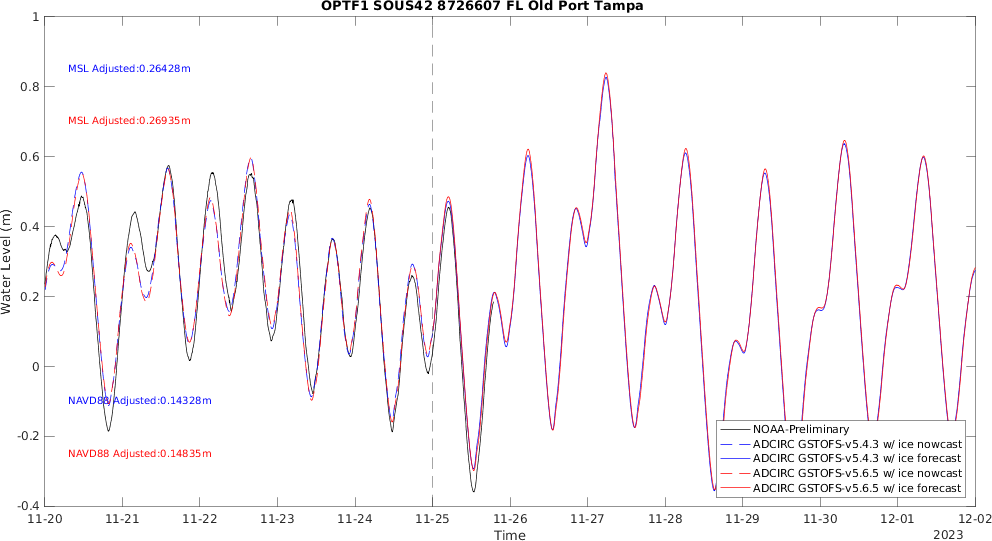 OPTF1 SOUS42 8726607 FL Old Port Tampa
1
0.8
0.6
0.4
0.2
0
-0.2
-0.4
Water Level (m)
MSL Adjusted:0.26428m
MSL Adjusted:0.26935m
NAVD88 Adjusted:0.14328m
NAVD88 Adjusted:0.14835m
NOAA-Preliminary
ADCIRC GSTOFS-v5.4.3 w/ ice nowcast
ADCIRC GSTOFS-v5.4.3 w/ ice forecast
ADCIRC GSTOFS-v5.6.5 w/ ice nowcast
ADCIRC GSTOFS-v5.6.5 w/ ice forecast
11-20 11-21 11-22 11-23 11-24 11-25 11-26 11-27 11-28 11-29 11-30 12-01 12-02
Time
2023